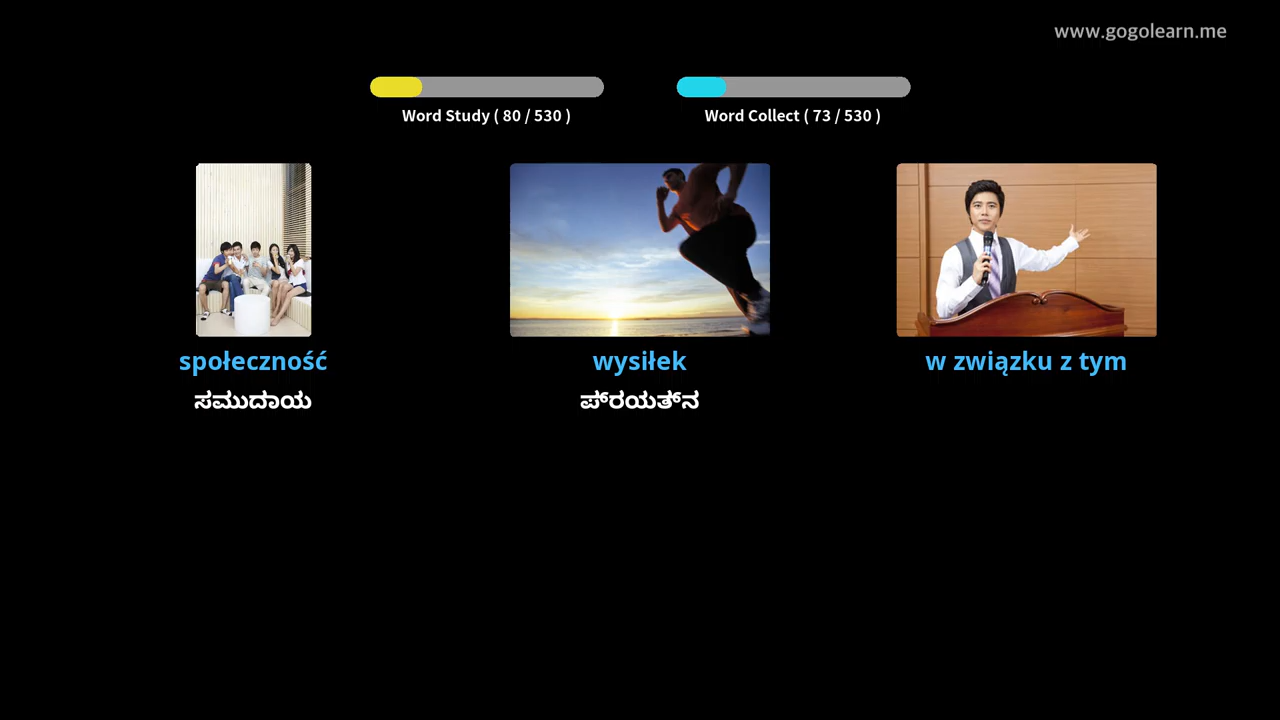 www.gogolearn.me
Word Study ( 80 / 530 )
Word Collect ( 73 / 530 )
społeczność
wysiłek
w związku z tym
ಸಮುದಾಯ
ಪ್ರಯತ್ನ